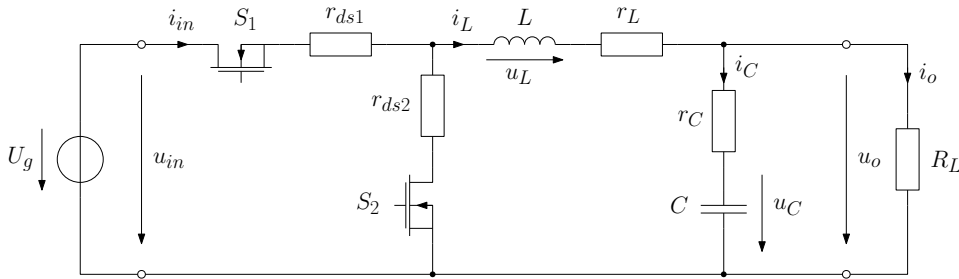 i_in S_1 r_ds1 i_L L r_L
u_L i_C i_o
r_ds2 r_C
U_g u_in u_o R_L
S_2 C u_C